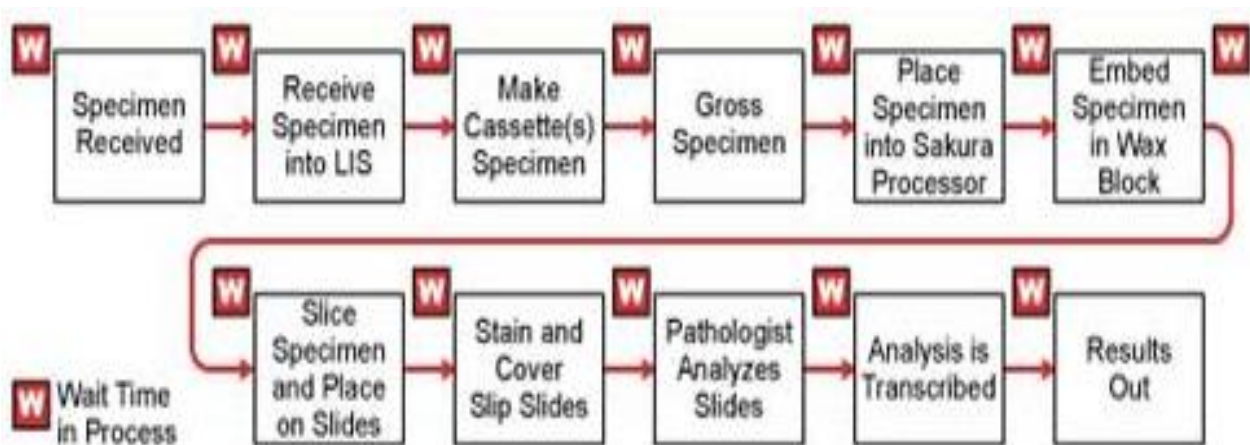 W W W W W W W
Specimen
Received
Receive
Specimen
into LIS
Make
Cassette(s)
Specimen
Gross
Specimen
Place
Specimen
into Sakura
Processor
Embed
Specimen
in Wax
Block
W W W W W
Slice
Specimen
and Place
on Slides
Stain and
Cover
Slip Slides
Pathologist
Analyzes
Slides
Analysis is
Transcribed
Results
Out
W Wait Time
in Process